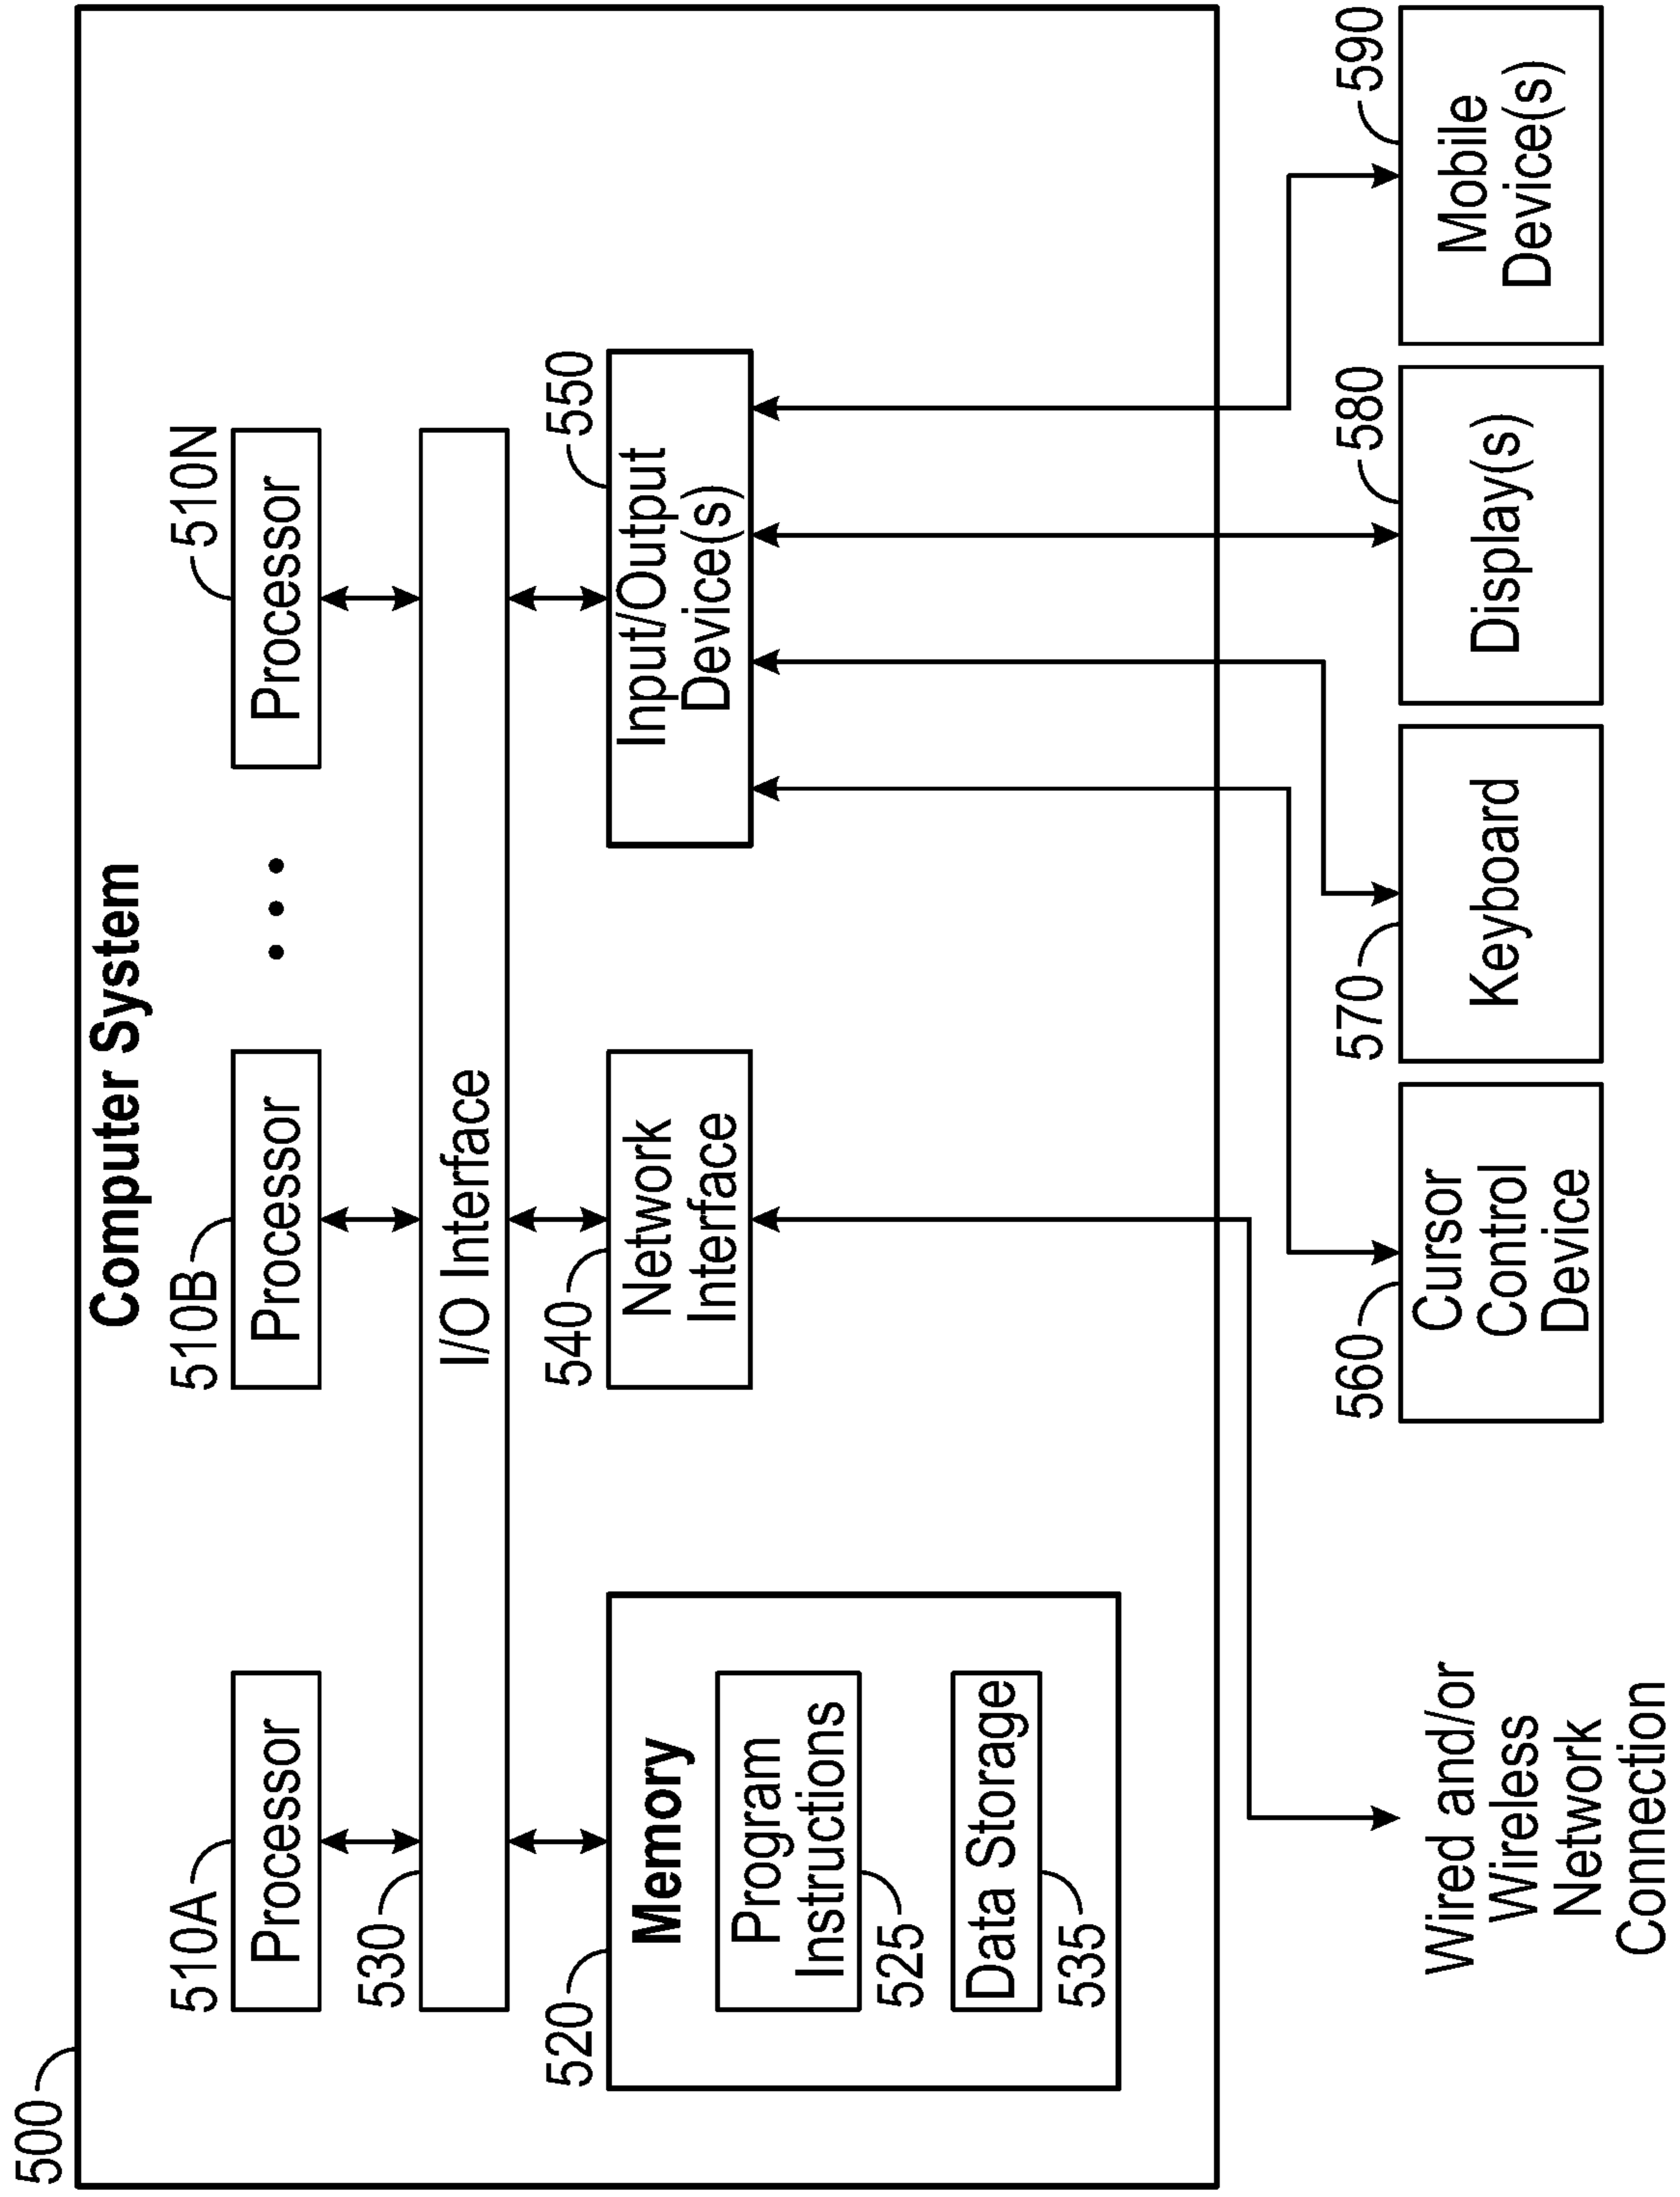 500
Computer System
510A
Processor
510B
Processor
510N
Processor
530
I/O Interface
520
Memory
Program
Instructions
525
Data Storage
535
540
Network
Interface
550
Input/Output
Device(s)
Wired and/or
Wireless
Network
Connection
560
Cursor
Control
Device
570
Keyboard
580
Display(s)
590
Mobile
Device(s)